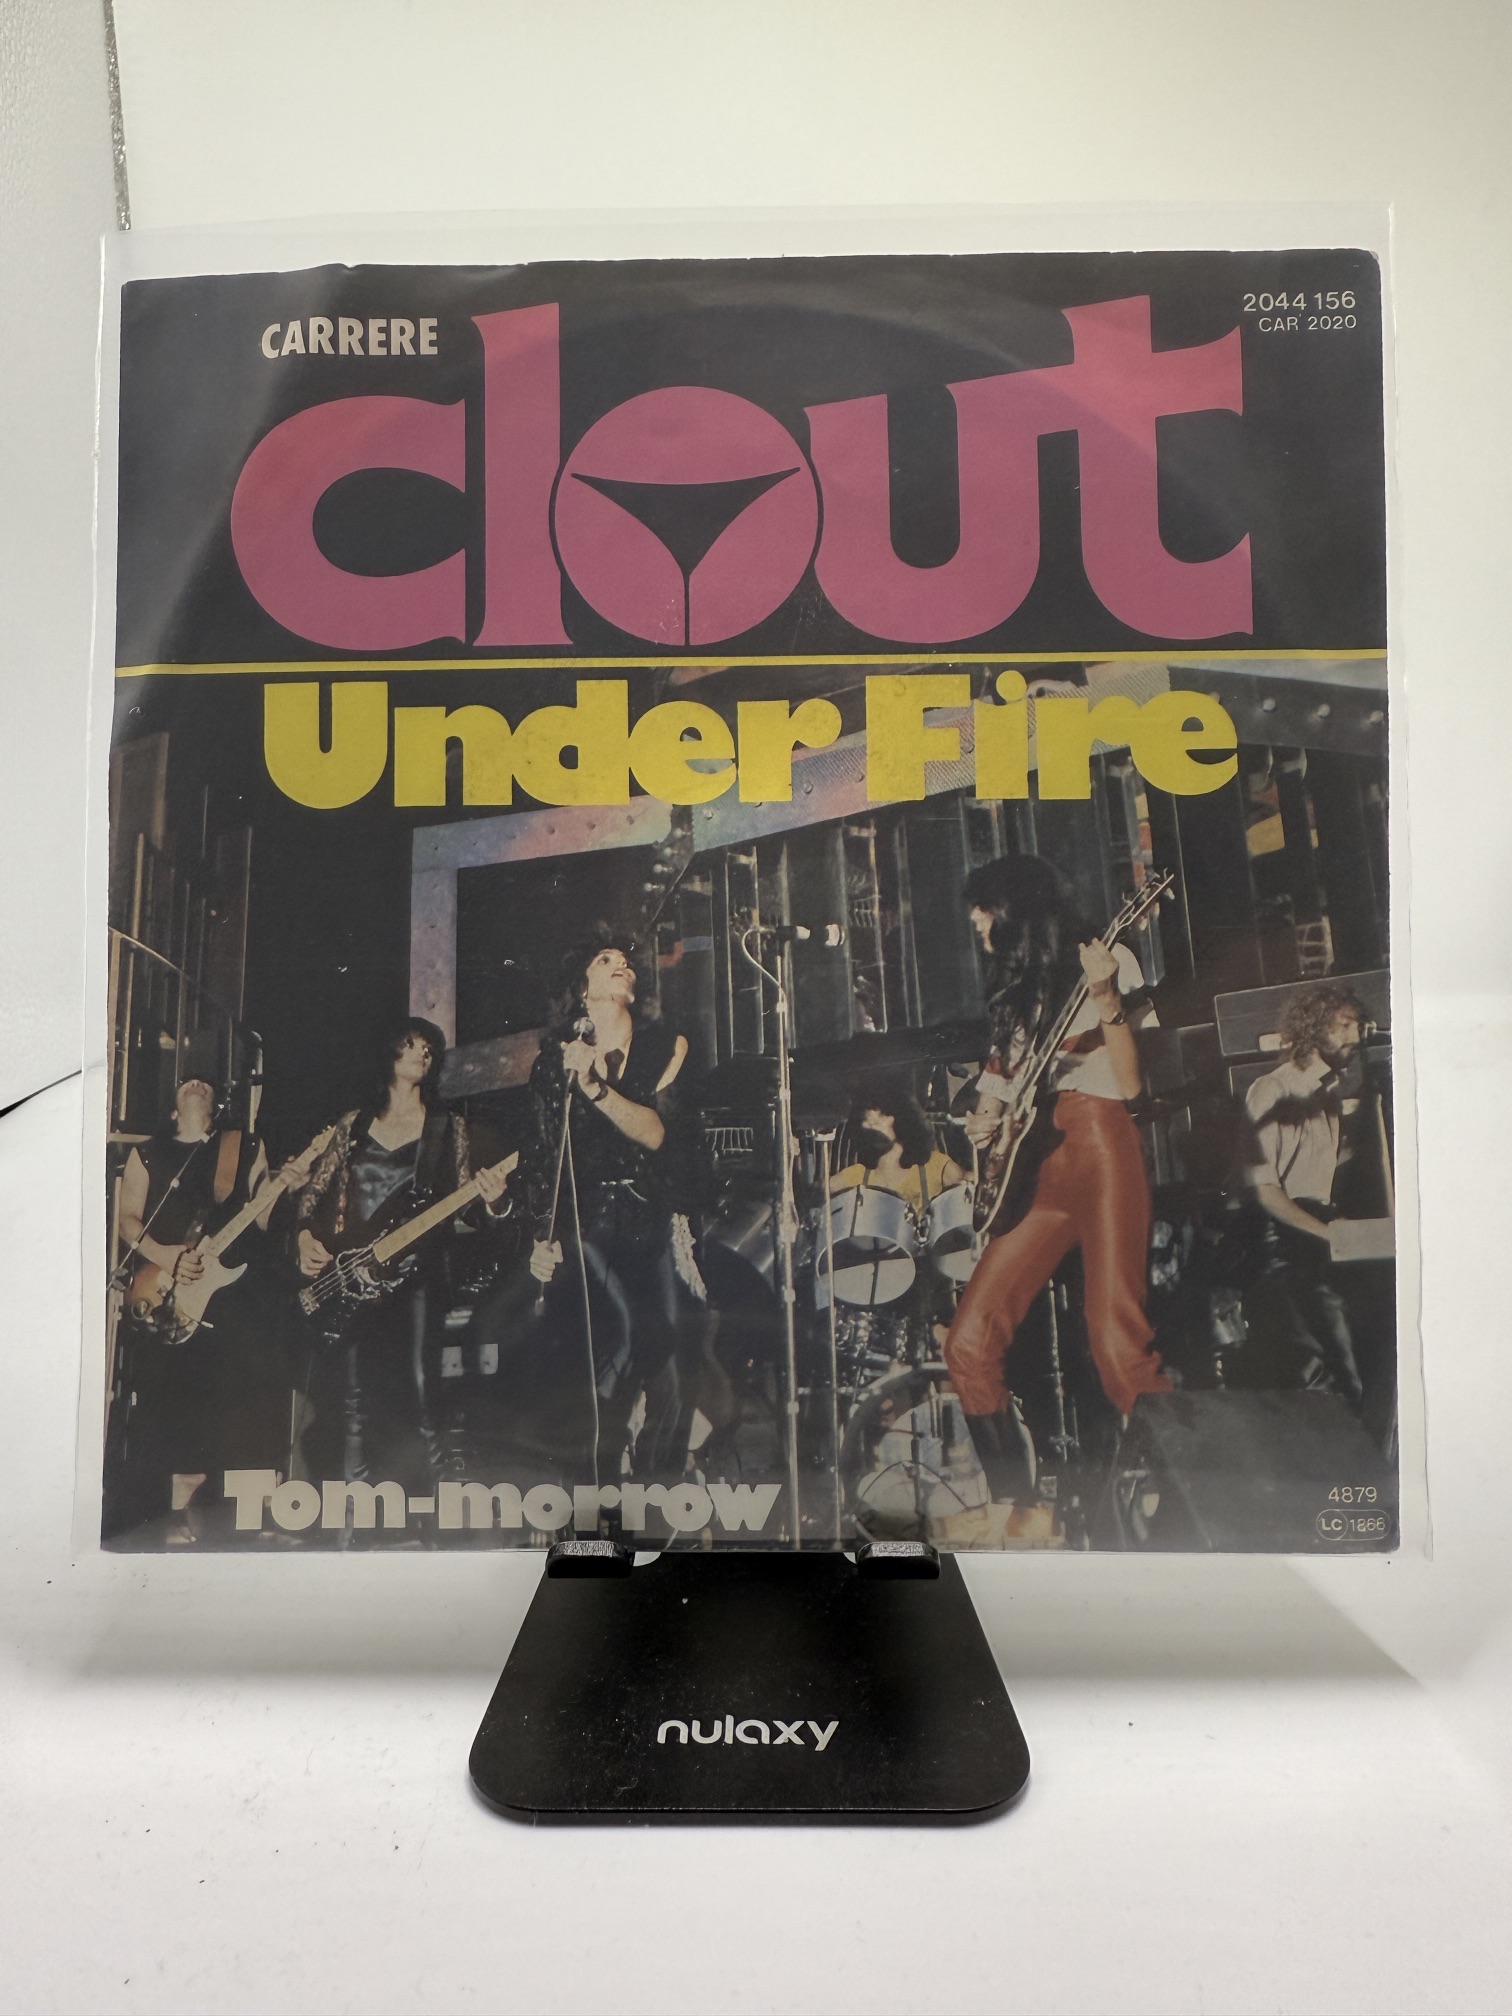 CARRERE
2044 156
CAR 2020
clout
Under Fire
Tom-morrow
4879
LC 1866
nulaxy